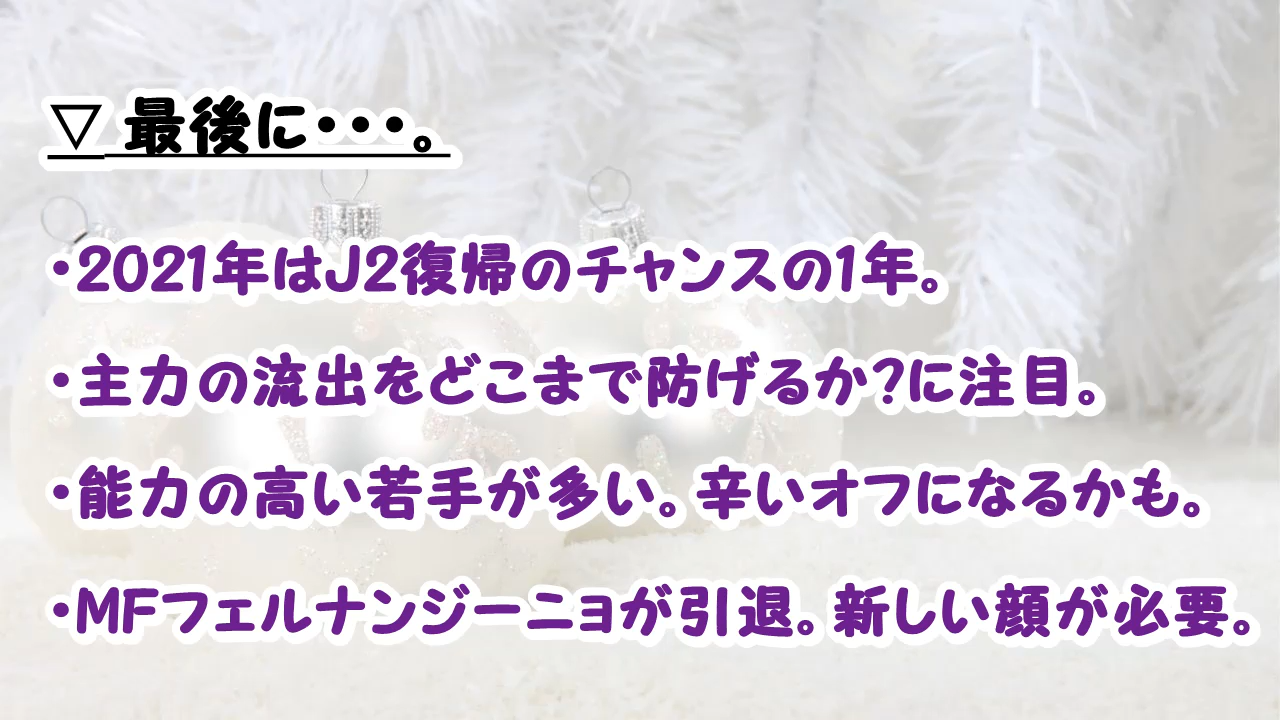 ▽ 最後に・・・。
・2021年はJ2復帰のチャンスの1年。
・主力の流出をどこまで防げるか?に注目。
・能力の高い若手が多い。辛いオフになるかも。
・MFフェルナンジーニョが引退。新しい顔が必要。